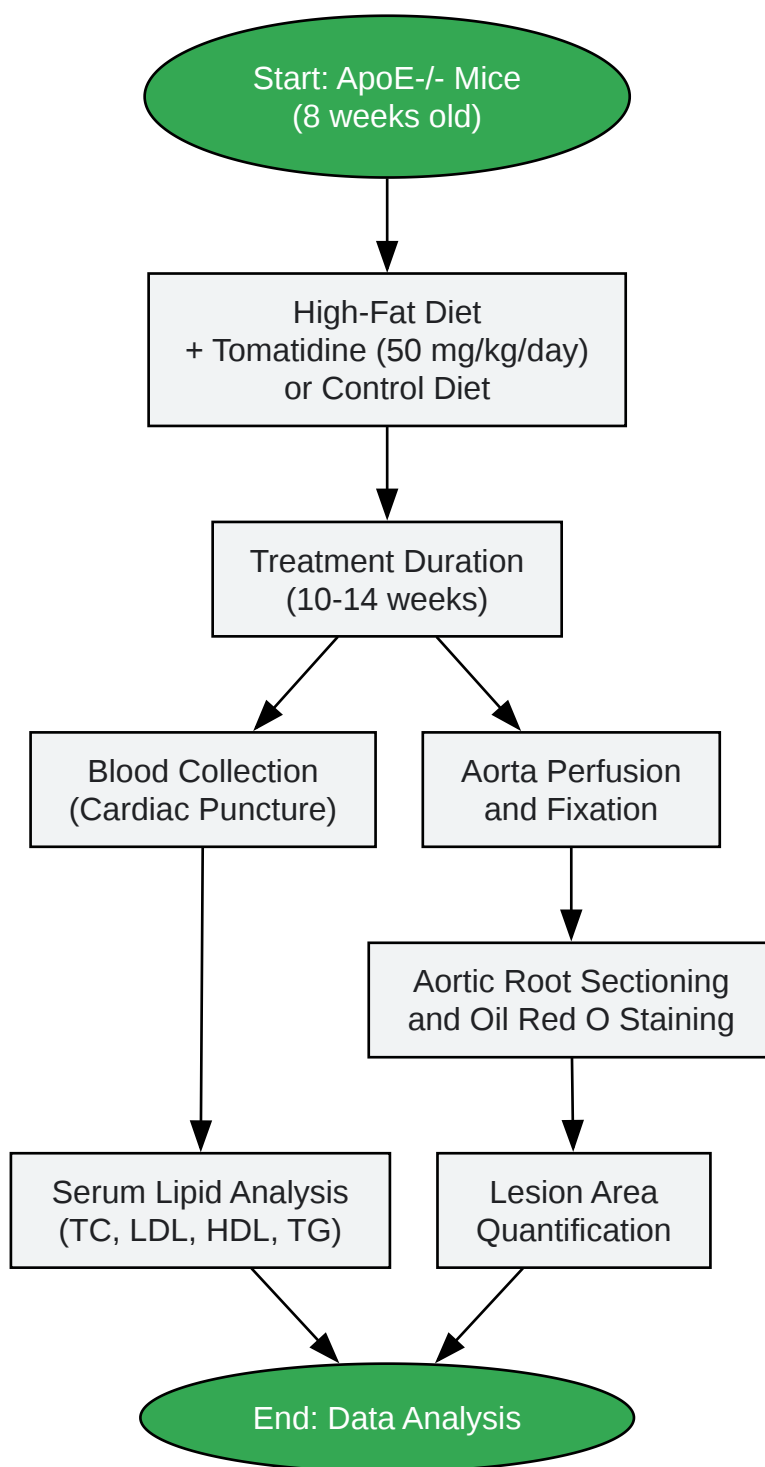 Start: ApoE-/- Mice
(8 weeks old)
High-Fat Diet
+ Tomatidine (50 mg/kg/day)
or Control Diet
Treatment Duration
(10-14 weeks)
Blood Collection
(Cardiac Puncture)
Aorta Perfusion
and Fixation
Aortic Root Sectioning
and Oil Red O Staining
Serum Lipid Analysis
(TC, LDL, HDL, TG)
Lesion Area
Quantification
End: Data Analysis